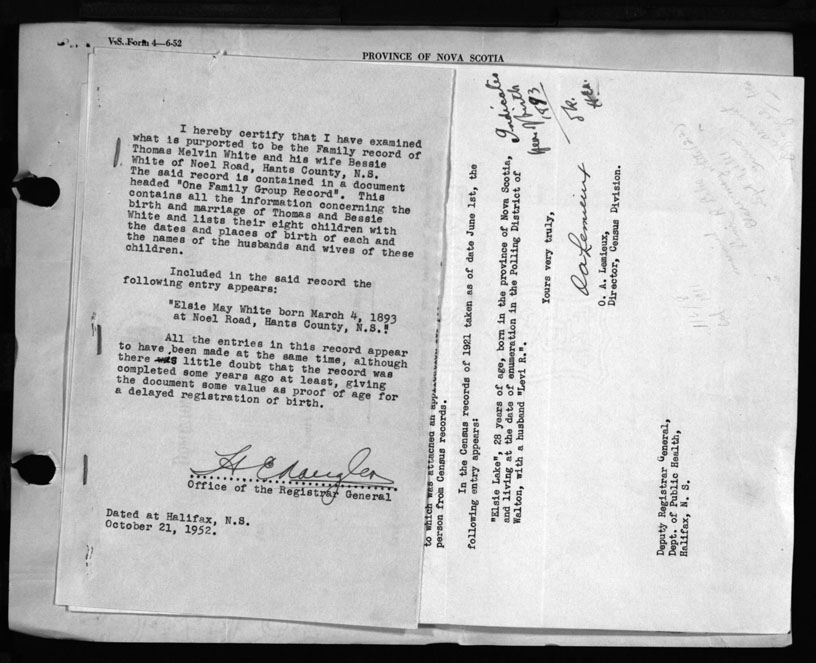 V.S. Form 4—6-52
PROVINCE OF NOVA SCOTIA
I hereby certify that I have examined
what is purported to be the Family record of
Thomas Melvin White and his wife Bessie
White of Noel Road, Hants County, N.S.
The said record is contained in a document
headed "One Family Group Record". This
contains all the information concerning the
birth and marriage of Thomas and Bessie
White and lists their eight children with
the dates and places of birth of each and
the names of the husbands and wives of these
children.
Included in the said record the
following entry appears:
"Elsie May White born March 4, 1893
at Noel Road, Hants County, N.S."
All the entries in this record appear
to have been made at the same time, although
there was little doubt that the record was
completed some years ago at least, giving
the document some value as proof of age for
a delayed registration of birth.
Office of the Registrar General
Dated at Halifax, N.S.
October 21, 1952.
to which was attached an application
person from Census records.
In the Census records of 1921 taken as of date June 1st, the
following entry appears:
"Elsie Lake", 28 years of age, born in the province of Nova Scotia,
and living at the date of enumeration in the Polling District of
Walton, with a husband "Levi R.".
Indicates
Year of birth
1893
Yours very truly,
O A Lemieux
O. A. Lemieux,
Director, Census Division.
Deputy Registrar General,
Dept. of Public Health,
Halifax, N. S.